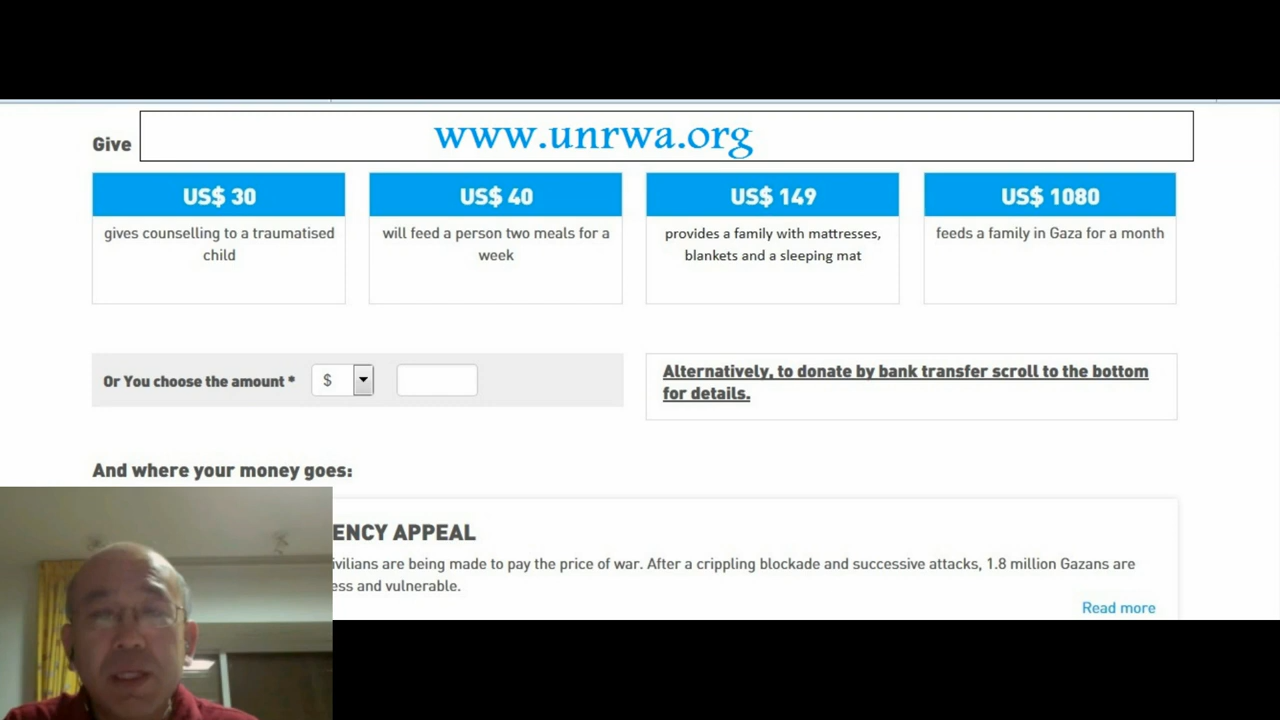 Give
www.unrwa.org
US$ 30
gives counselling to a traumatised
child
US$ 40
will feed a person two meals for a
week
US$ 149
provides a family with mattresses,
blankets and a sleeping mat
US$ 1080
feeds a family in Gaza for a month
Or You choose the amount *
$
Alternatively, to donate by bank transfer scroll to the bottom
for details.
And where your money goes:
ENCY APPEAL
ivilians are being made to pay the price of war. After a crippling blockade and successive attacks, 1.8 million Gazans are
ess and vulnerable.
Read more